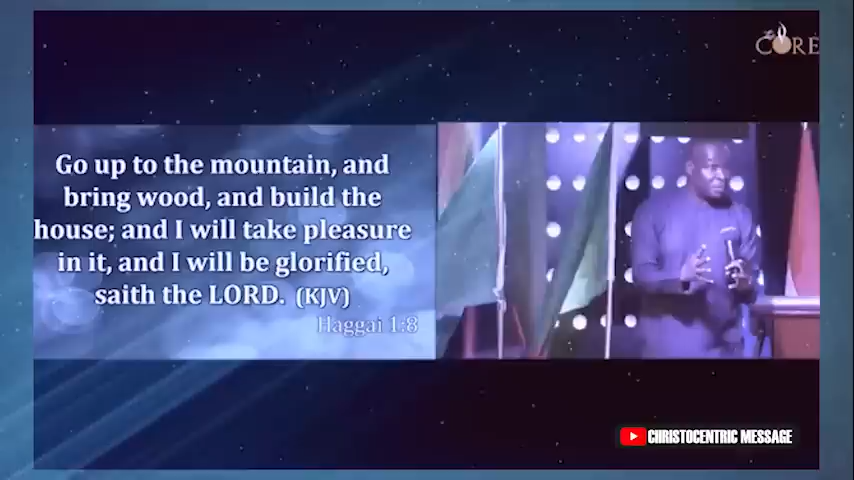 The
CORE
Go up to the mountain, and
bring wood, and build the
house; and I will take pleasure
in it, and I will be glorified,
saith the LORD. (KJV)
Haggai 1:8
CHRISTOCENTRIC MESSAGE